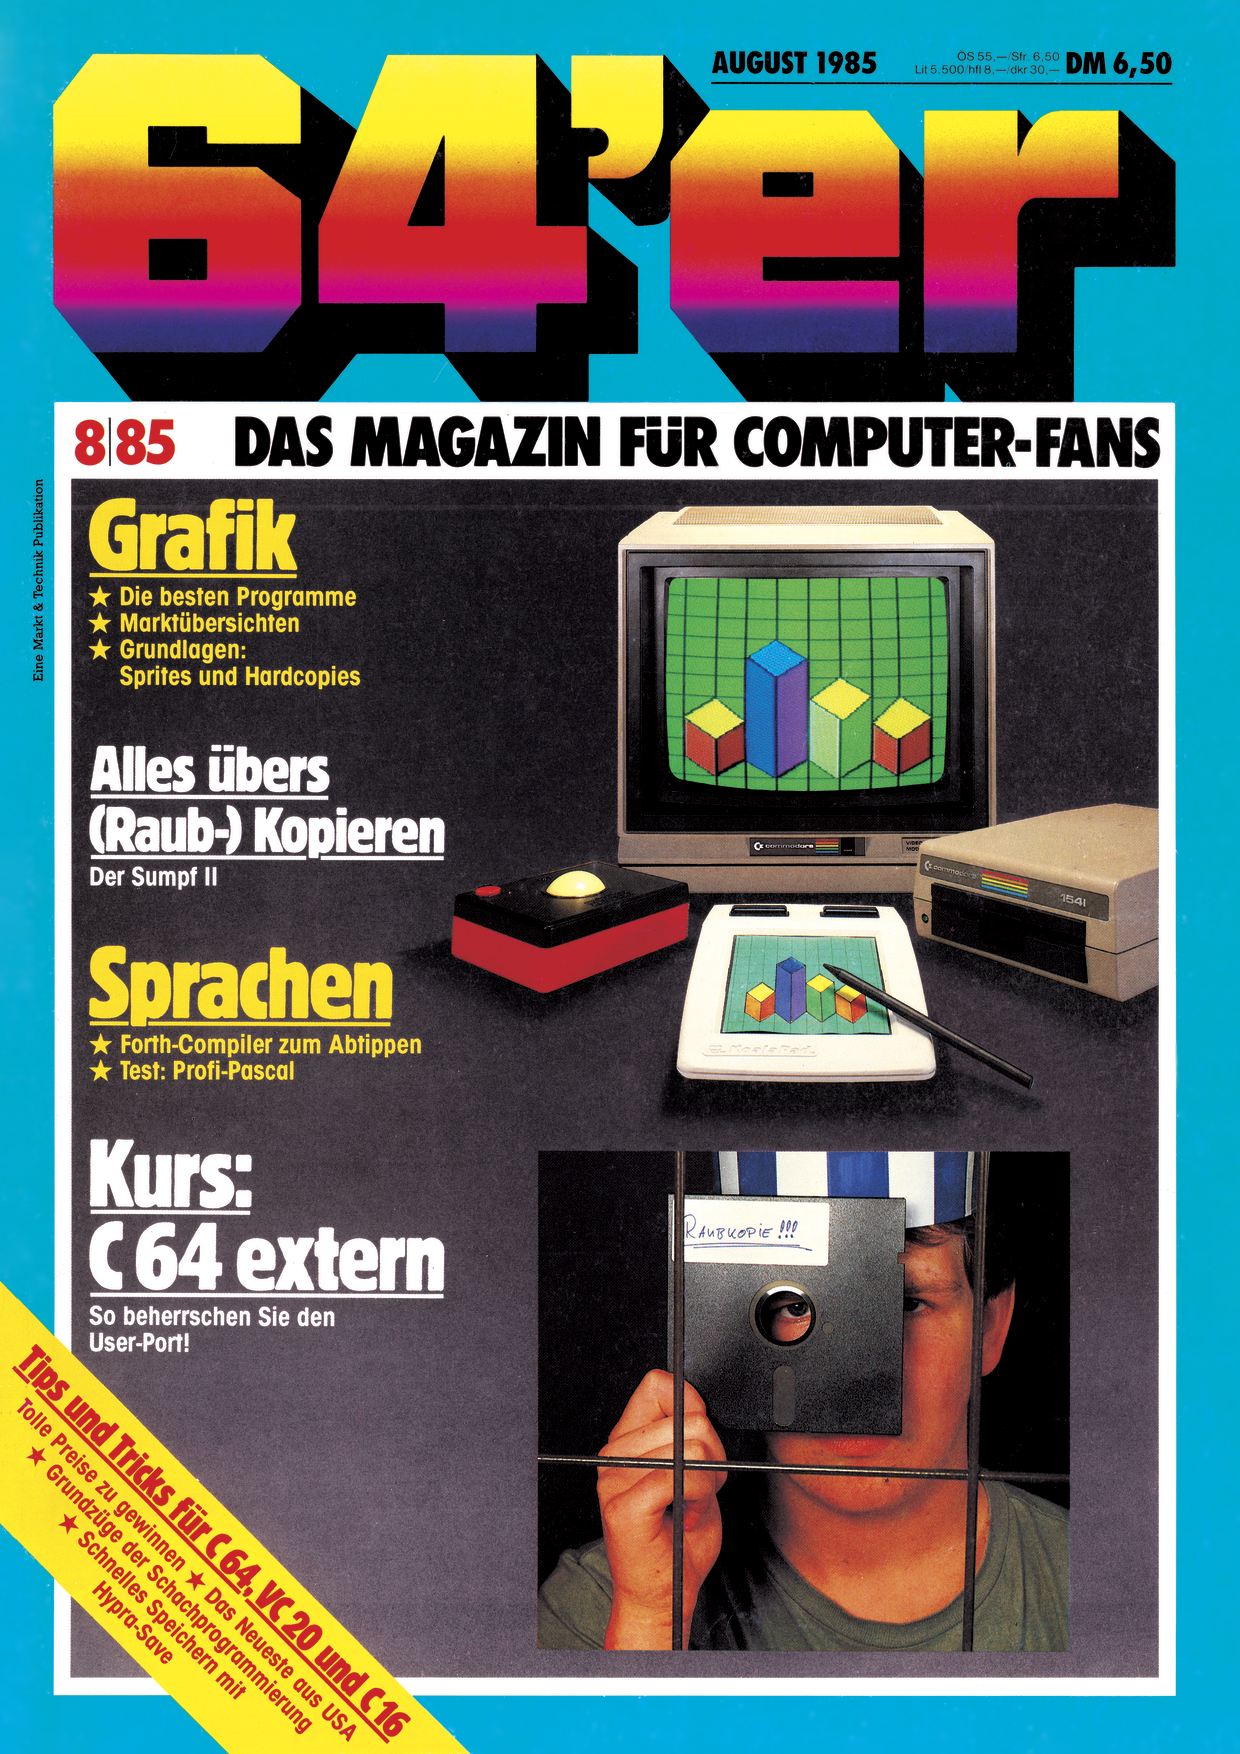 64'er
AUGUST 1985
ÖS 55,—/Sfr. 6,50
Lit 5.500/hfl 8,—/dkr 30,—
DM 6,50
8|85
DAS MAGAZIN FÜR COMPUTER-FANS
Eine Markt & Technik Publikation
Grafik
★ Die besten Programme
★ Marktübersichten
★ Grundlagen:
Sprites und Hardcopies
Alles übers
(Raub-) Kopieren
Der Sumpf II
Sprachen
★ Forth-Compiler zum Abtippen
★ Test: Profi-Pascal
Kurs:
C 64 extern
So beherrschen Sie den
User-Port!
commodore
VIDEO
MO
commodore
1541
KoalaPad
RAUBKOPIE!!!
Tips und Tricks für C 64, VC 20 und C 16
Tolle Preise zu gewinnen ★ Das Neueste aus USA
★ Grundzüge der Schachprogrammierung
★ Schnelles Speichern mit
Hypra-Save